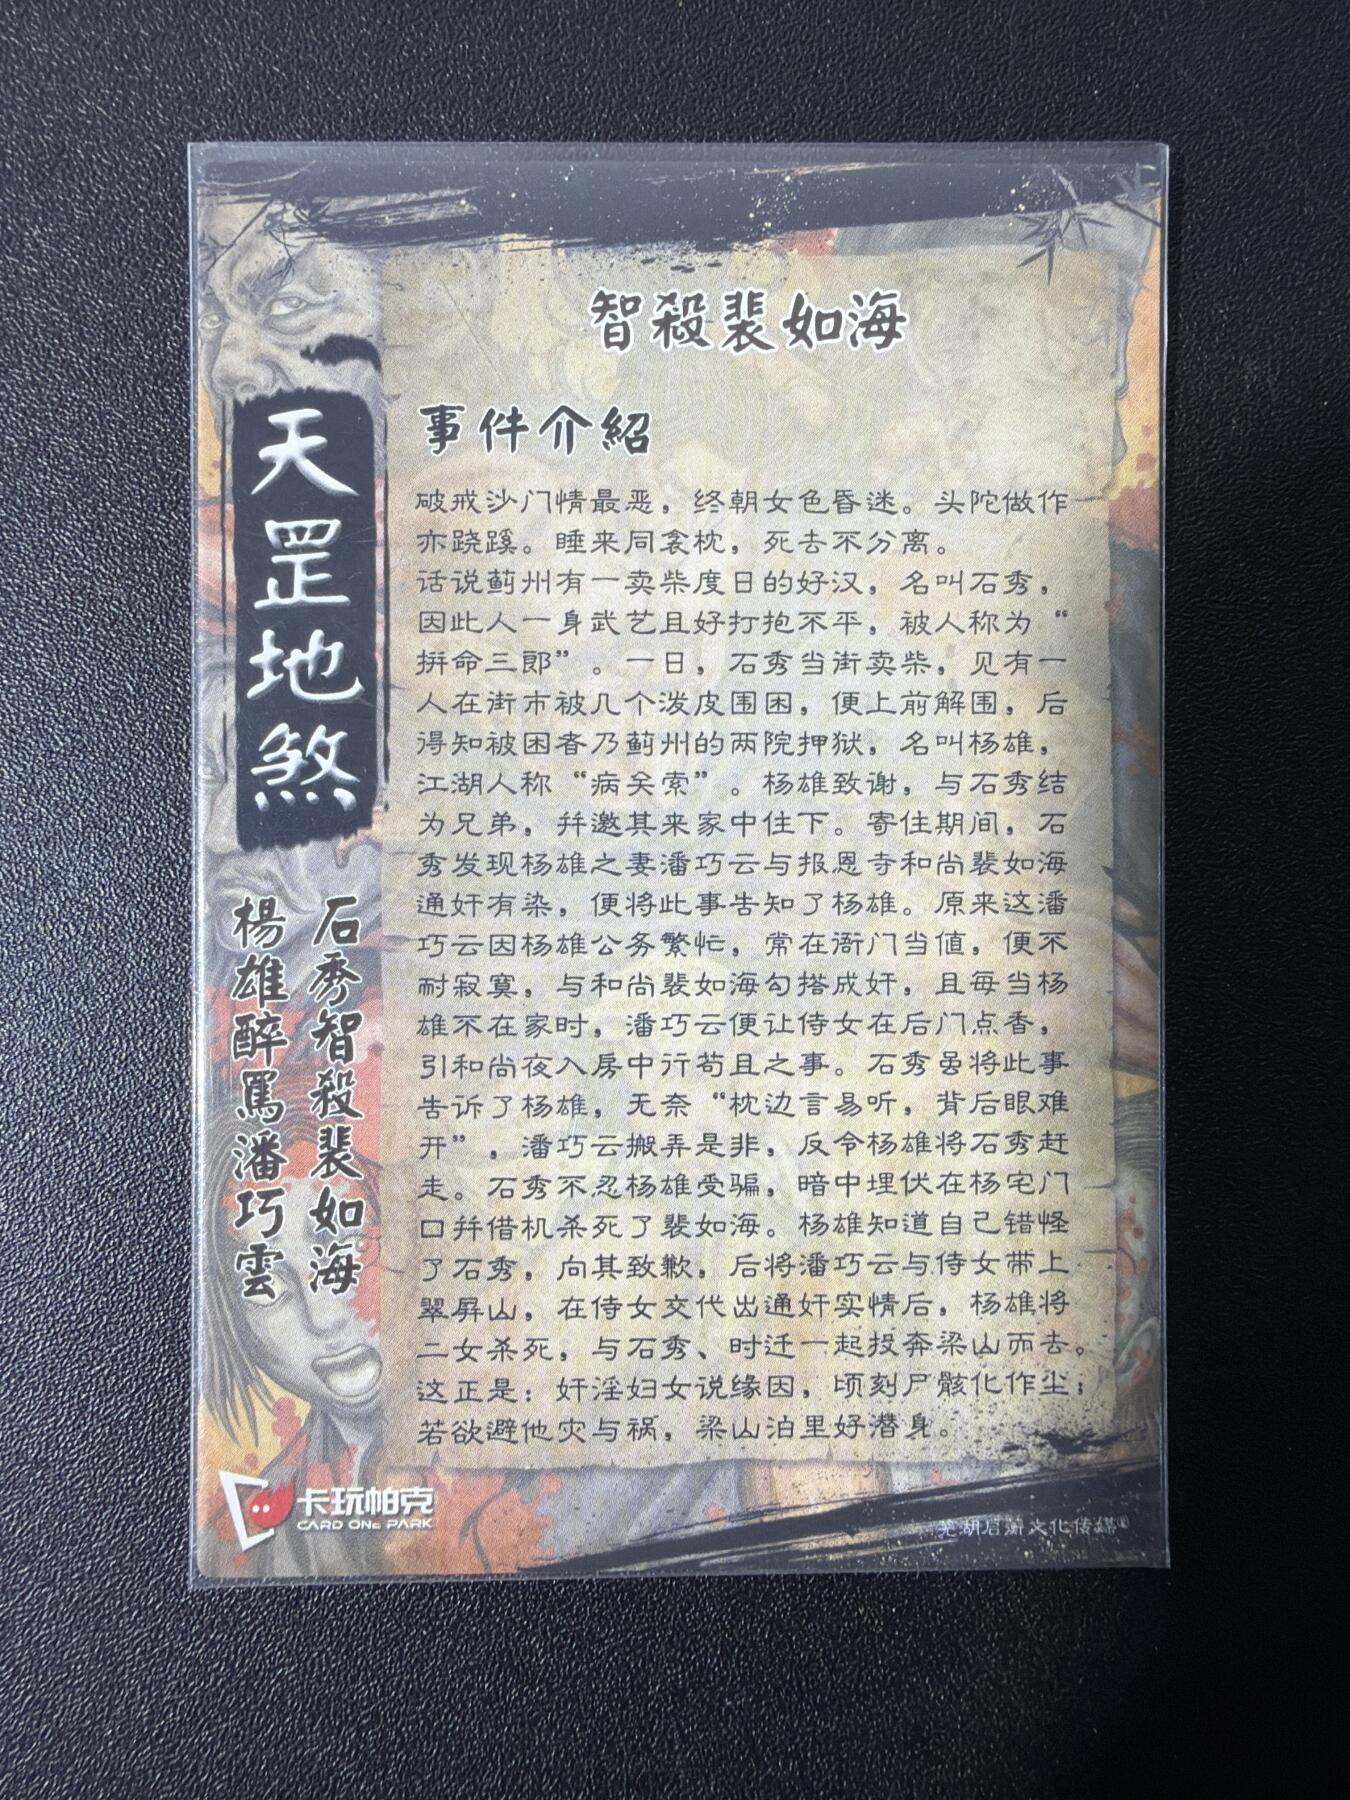 智殺裴如海
事件介紹
破戒沙门情最恶，终朝女色昏迷。头陀做作
亦跷蹊。睡来同衾枕，死去不分离。
话说蓟州有一卖柴度日的好汉，名叫石秀，
因此人一身武艺且好打抱不平，被人称为“
拼命三郎”。一日，石秀当街卖柴，见有一
人在街市被几个泼皮围困，便上前解围，后
得知被困者乃蓟州的两院押狱，名叫杨雄，
江湖人称“病关索”。杨雄致谢，与石秀结
为兄弟，并邀其来家中住下。寄住期间，石
秀发现杨雄之妻潘巧云与报恩寺和尚裴如海
通奸有染，便将此事告知了杨雄。原来这潘
巧云因杨雄公务繁忙，常在衙门当值，便不
耐寂寞，与和尚裴如海勾搭成奸，且每当杨
雄不在家时，潘巧云便让侍女在后门点香，
引和尚夜入房中行苟且之事。石秀虽将此事
告诉了杨雄，无奈“枕边言易听，背后眼难
开”，潘巧云搬弄是非，反令杨雄将石秀赶
走。石秀不忍杨雄受骗，暗中埋伏在杨宅门
口并借机杀死了裴如海。杨雄知道自己错怪
了石秀，向其致歉，后将潘巧云与侍女带上
翠屏山，在侍女交代出通奸实情后，杨雄将
二女杀死，与石秀、时迁一起投奔梁山而去。
这正是：奸淫妇女说缘因，顷刻尸骸化作尘；
若欲避他灾与祸，梁山泊里好潜身。
天罡地煞
石秀智殺裴如海
楊雄醉罵潘巧雲
卡玩帕克
CARD ONE PARK
芜湖启萧文化传媒